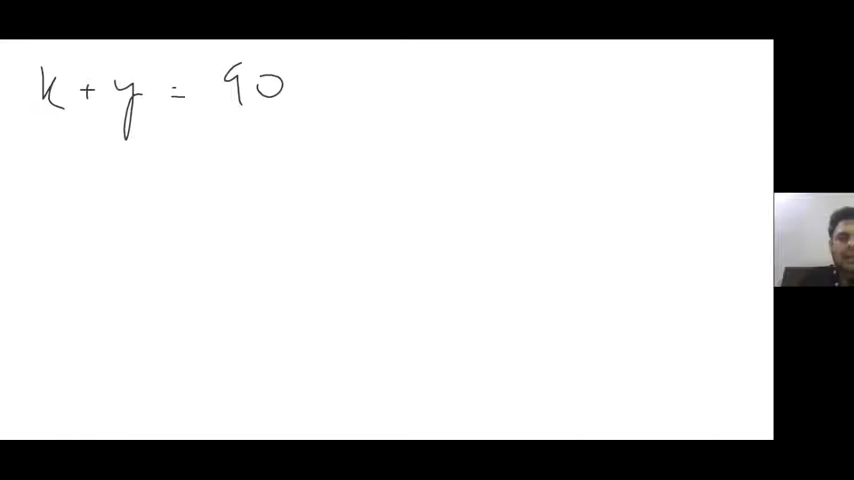 k + y = 90